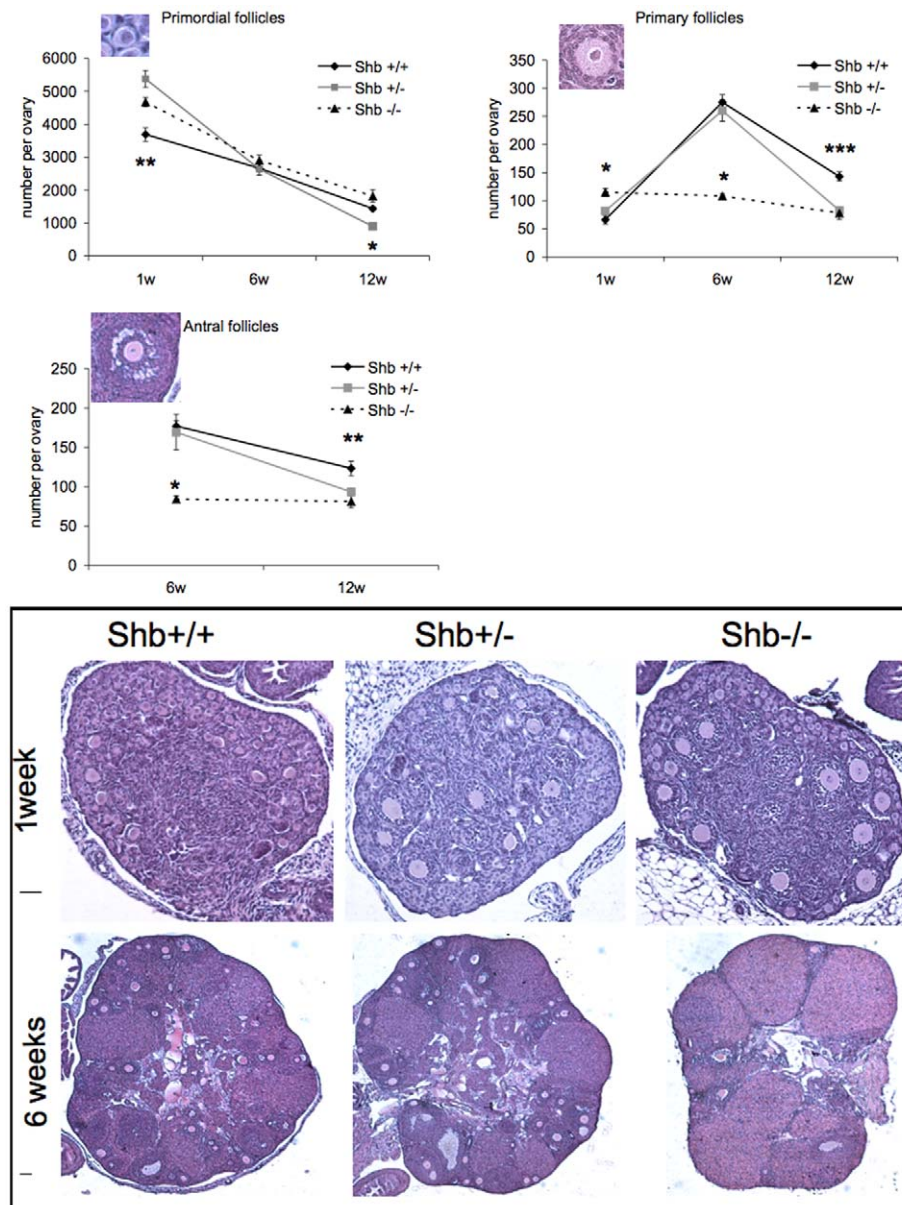 Primordial follicles
6000
5000
4000
3000
2000
1000
0
number per ovary
Shb +/+
Shb +/-
Shb -/-
**
*
1w 6w 12w
Primary follicles
350
300
250
200
150
100
50
0
number per ovary
Shb +/+
Shb +/-
Shb -/-
*
*
***
1w 6w 12w
Antral follicles
250
200
150
100
50
0
number per ovary
Shb +/+
Shb +/-
Shb -/-
*
**
6w 12w
Shb+/+ Shb+/- Shb-/-
1week
6 weeks